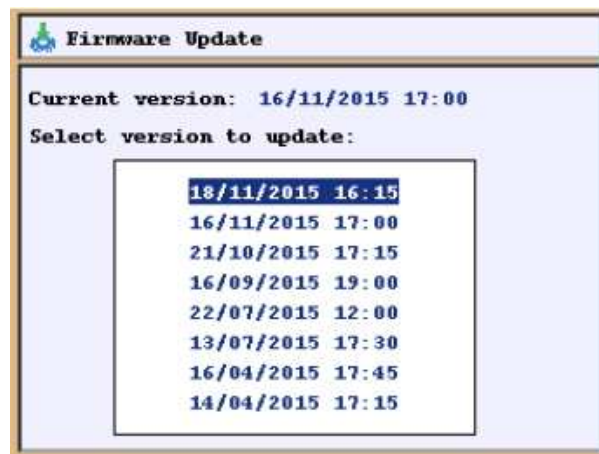 Firmware Update
Current version: 16/11/2015 17:00
Select version to update:
18/11/2015 16:15
16/11/2015 17:00
21/10/2015 17:15
16/09/2015 19:00
22/07/2015 12:00
13/07/2015 17:30
16/04/2015 17:45
14/04/2015 17:15